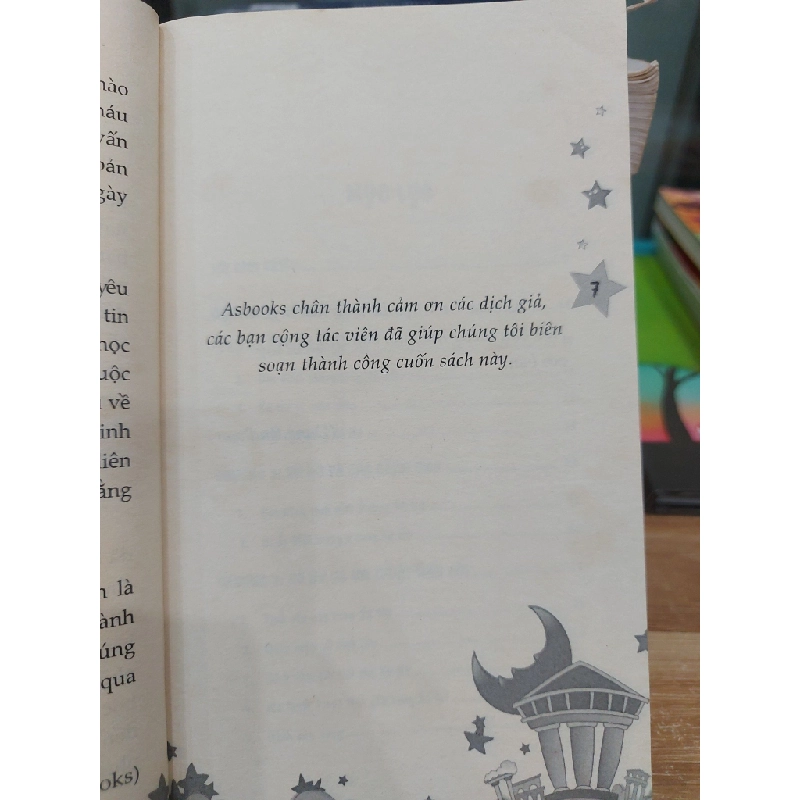 nào
háu
vấn
gày
yêu
tin
học
uộc
về
inh
iên
ằng
là
ành
úng
qua
oks)
7
Asbooks chân thành cảm ơn các dịch giả,
các bạn cộng tác viên đã giúp chúng tôi biên
soạn thành công cuốn sách này.